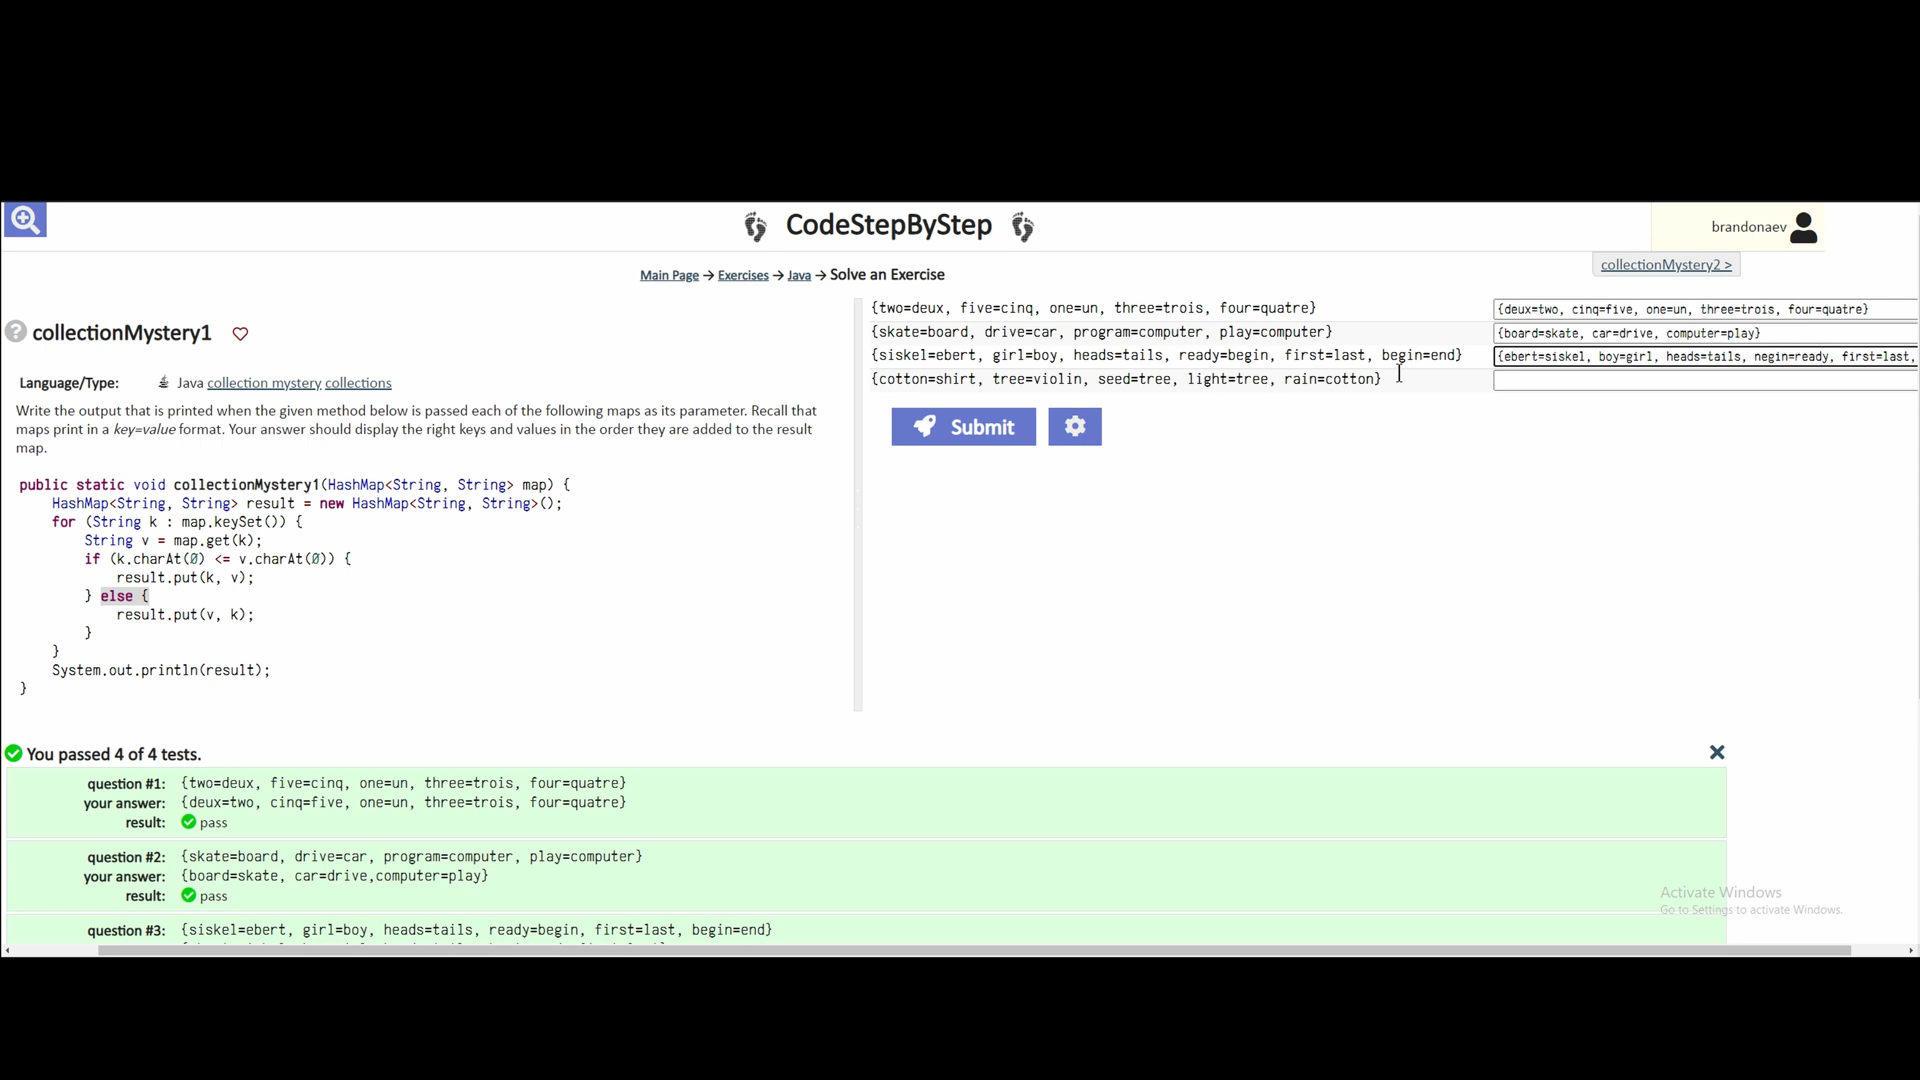 CodeStepByStep
brandonaev
collectionMystery2 >
Main Page → Exercises → Java → Solve an Exercise
collectionMystery1
Language/Type: Java collection mystery collections
Write the output that is printed when the given method below is passed each of the following maps as its parameter. Recall that
maps print in a key=value format. Your answer should display the right keys and values in the order they are added to the result
map.
public static void collectionMystery1(HashMap<String, String> map) {
HashMap<String, String> result = new HashMap<String, String>();
for (String k : map.keySet()) {
String v = map.get(k);
if (k.charAt(0) <= v.charAt(0)) {
result.put(k, v);
} else {
result.put(v, k);
}
}
System.out.println(result);
}
{two=deux, five=cinq, one=un, three=trois, four=quatre}
{deux=two, cinq=five, one=un, three=trois, four=quatre}
{skate=board, drive=car, program=computer, play=computer}
{board=skate, car=drive, computer=play}
{siskel=ebert, girl=boy, heads=tails, ready=begin, first=last, begin=end}
{ebert=siskel, boy=girl, heads=tails, negin=ready, first=last,
{cotton=shirt, tree=violin, seed=tree, light=tree, rain=cotton}
Submit
You passed 4 of 4 tests.
question #1: {two=deux, five=cinq, one=un, three=trois, four=quatre}
your answer: {deux=two, cinq=five, one=un, three=trois, four=quatre}
result: pass
question #2: {skate=board, drive=car, program=computer, play=computer}
your answer: {board=skate, car=drive,computer=play}
result: pass
question #3: {siskel=ebert, girl=boy, heads=tails, ready=begin, first=last, begin=end}
Activate Windows
Go to Settings to activate Windows.